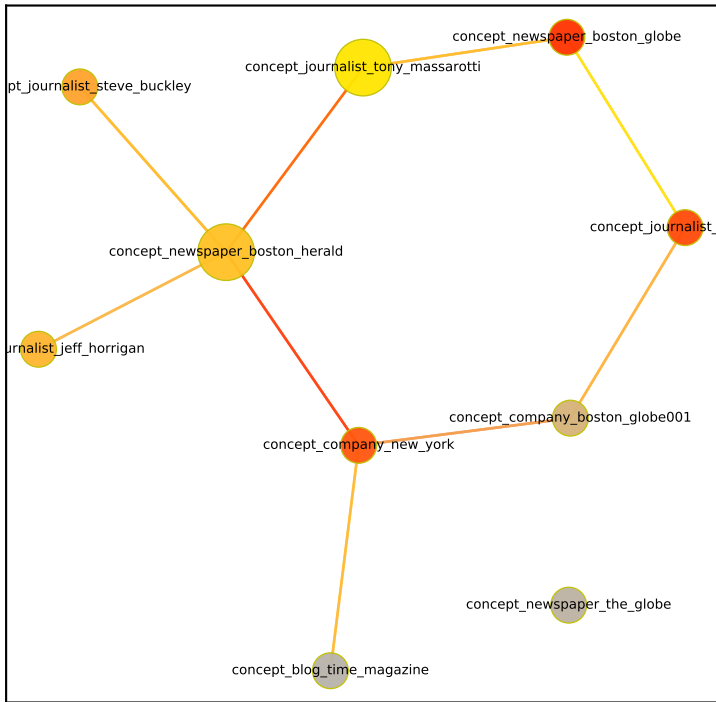 concept_newspaper_boston_globe
concept_journalist_tony_massarotti
pt_journalist_steve_buckley
concept_journalist_
concept_newspaper_boston_herald
urnalist_jeff_horrigan
concept_company_boston_globe001
concept_company_new_york
concept_newspaper_the_globe
concept_blog_time_magazine